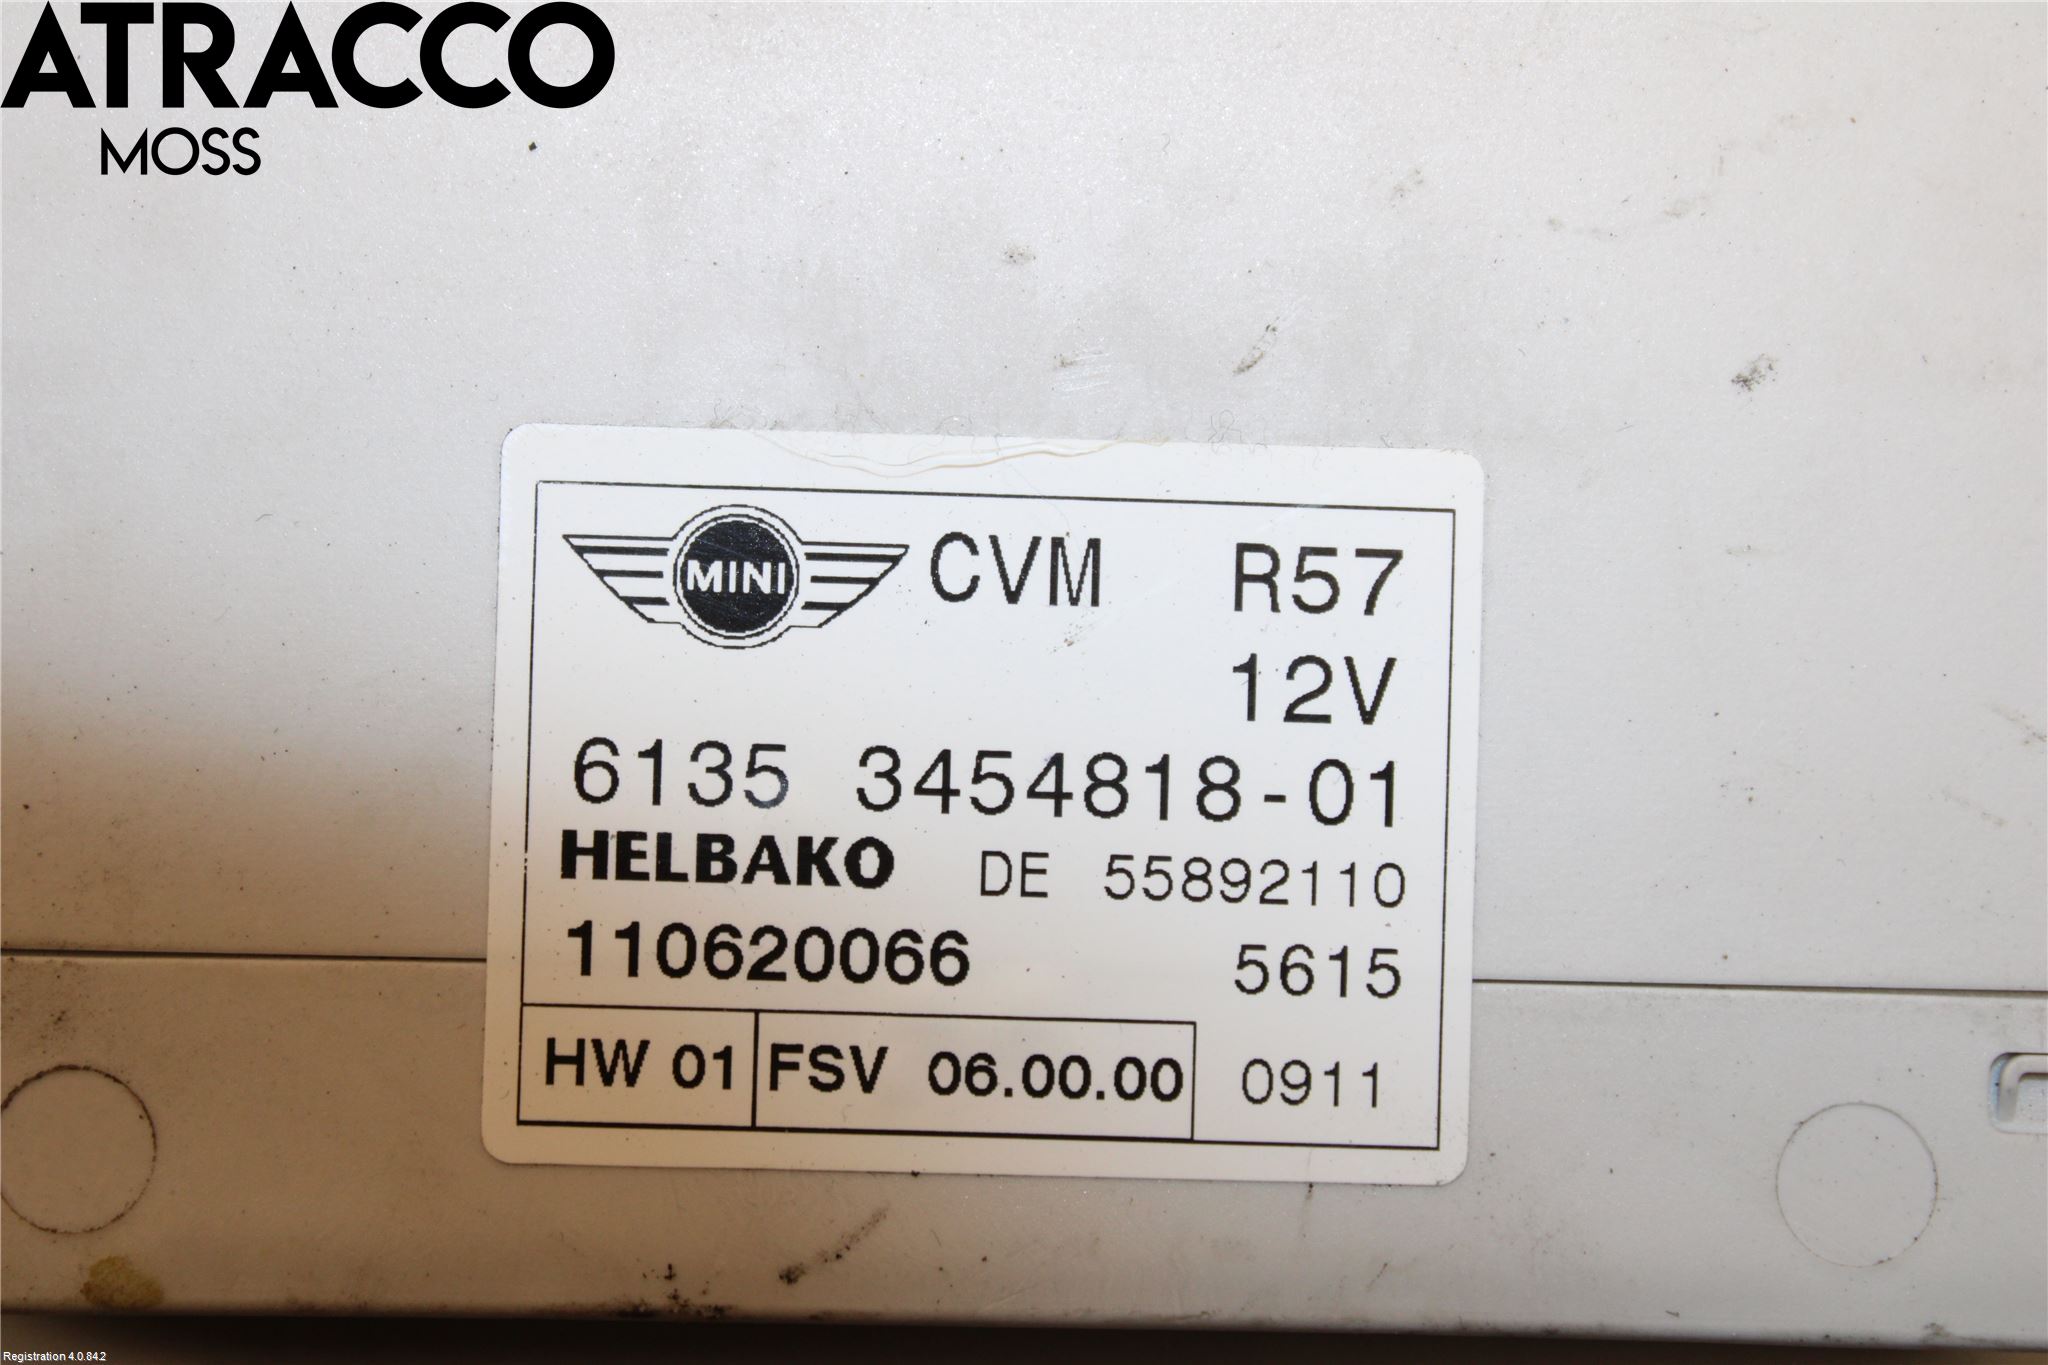 ATRACCO
MOSS
MINI CVM R57
12V
6135 3454818-01
HELBAKO DE 55892110
110620066 5615
HW 01 FSV 06.00.00 0911
Registration 4.0.84.2